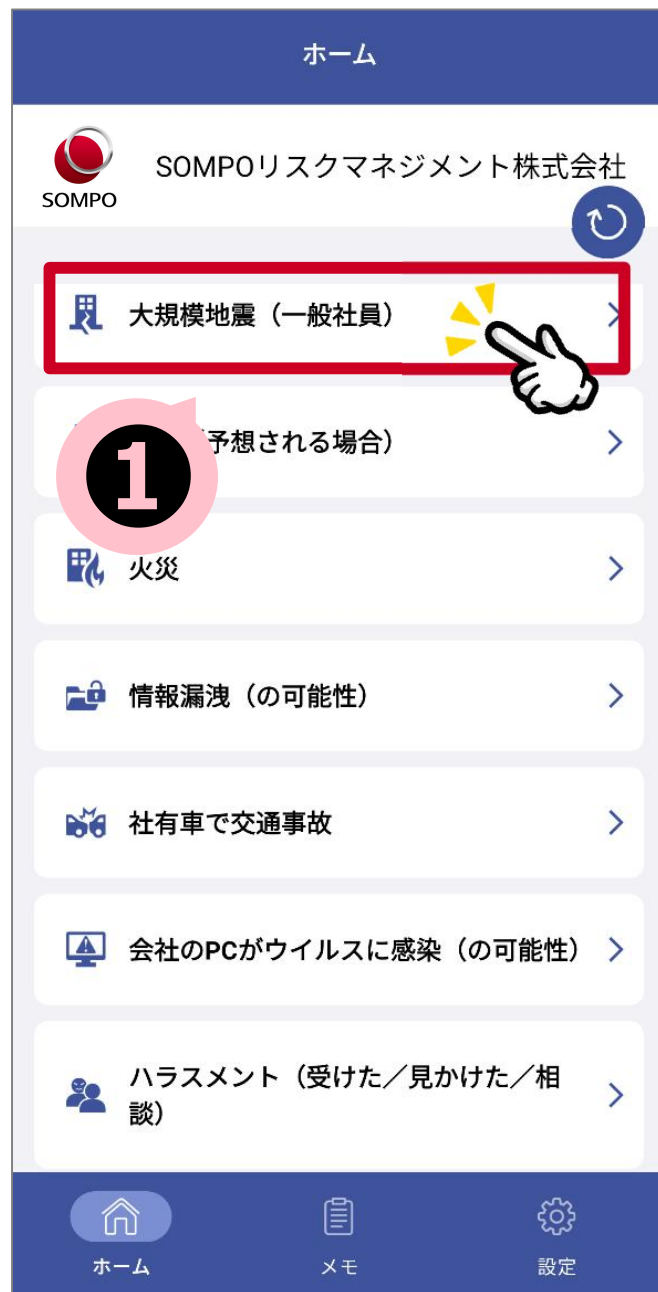 ホーム
SOMPO
SOMPOリスクマネジメント株式会社
大規模地震（一般社員）
1
予想される場合）
火災
情報漏洩（の可能性）
社有車で交通事故
会社のPCがウイルスに感染（の可能性）
ハラスメント（受けた／見かけた／相
談）
ホーム
メモ
設定